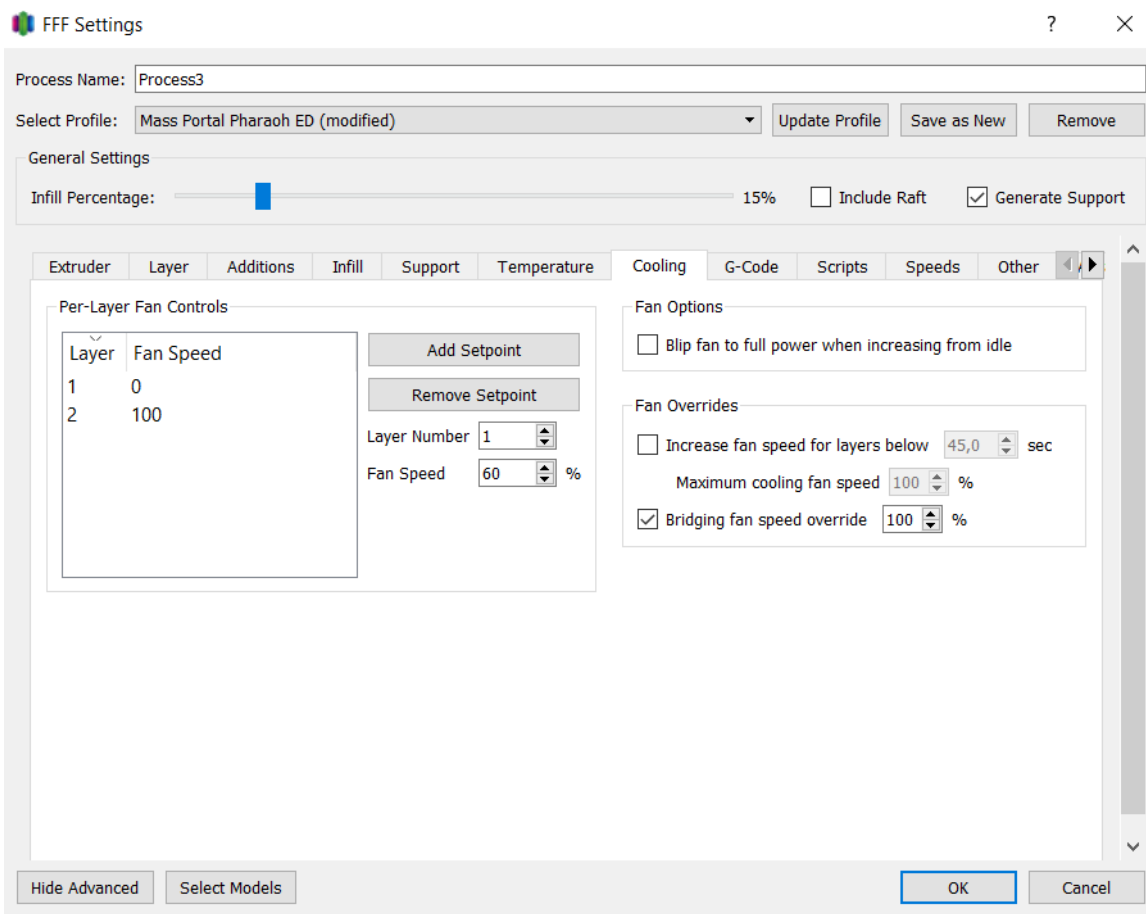 FFF Settings
?
Process Name: Process3
Select Profile: Mass Portal Pharaoh ED (modified) Update Profile Save as New Remove
General Settings
Infill Percentage: 15% Include Raft Generate Support
Extruder Layer Additions Infill Support Temperature Cooling G-Code Scripts Speeds Other
Per-Layer Fan Controls
Layer Fan Speed
1 0
2 100
Add Setpoint
Remove Setpoint
Layer Number 1
Fan Speed 60 %
Fan Options
Blip fan to full power when increasing from idle
Fan Overrides
Increase fan speed for layers below 45,0 sec
Maximum cooling fan speed 100 %
Bridging fan speed override 100 %
Hide Advanced Select Models OK Cancel